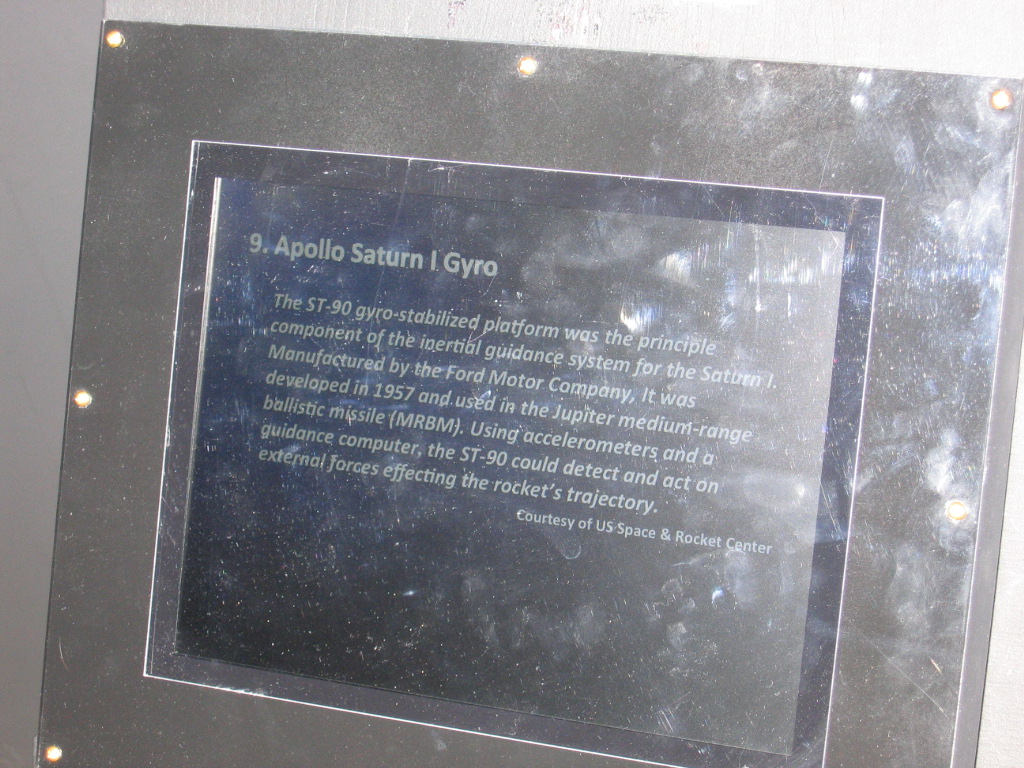 9. Apollo Saturn I Gyro
The ST-90 gyro-stabilized platform was the principle
component of the inertial guidance system for the Saturn I.
Manufactured by the Ford Motor Company, It was
developed in 1957 and used in the Jupiter medium-range
ballistic missile (MRBM). Using accelerometers and a
guidance computer, the ST-90 could detect and act on
external forces effecting the rocket's trajectory.
Courtesy of US Space & Rocket Center